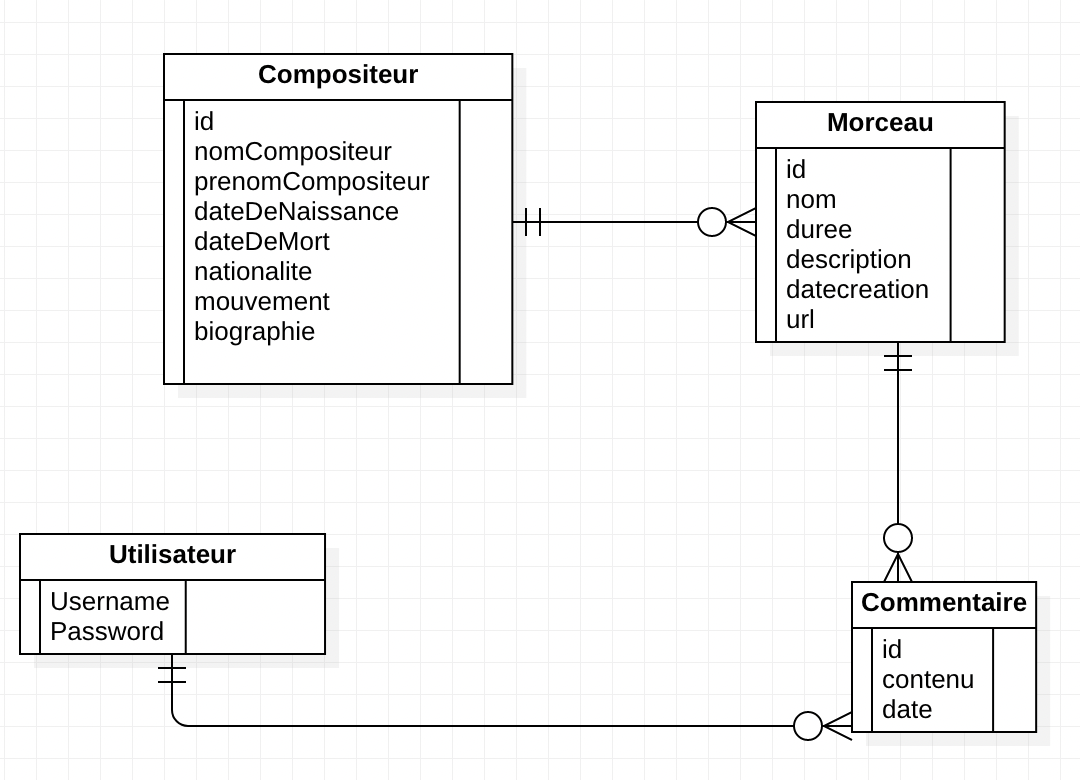 Compositeur
id
nomCompositeur
prenomCompositeur
dateDeNaissance
dateDeMort
nationalite
mouvement
biographie
Morceau
id
nom
duree
description
datecreation
url
Utilisateur
Username
Password
Commentaire
id
contenu
date